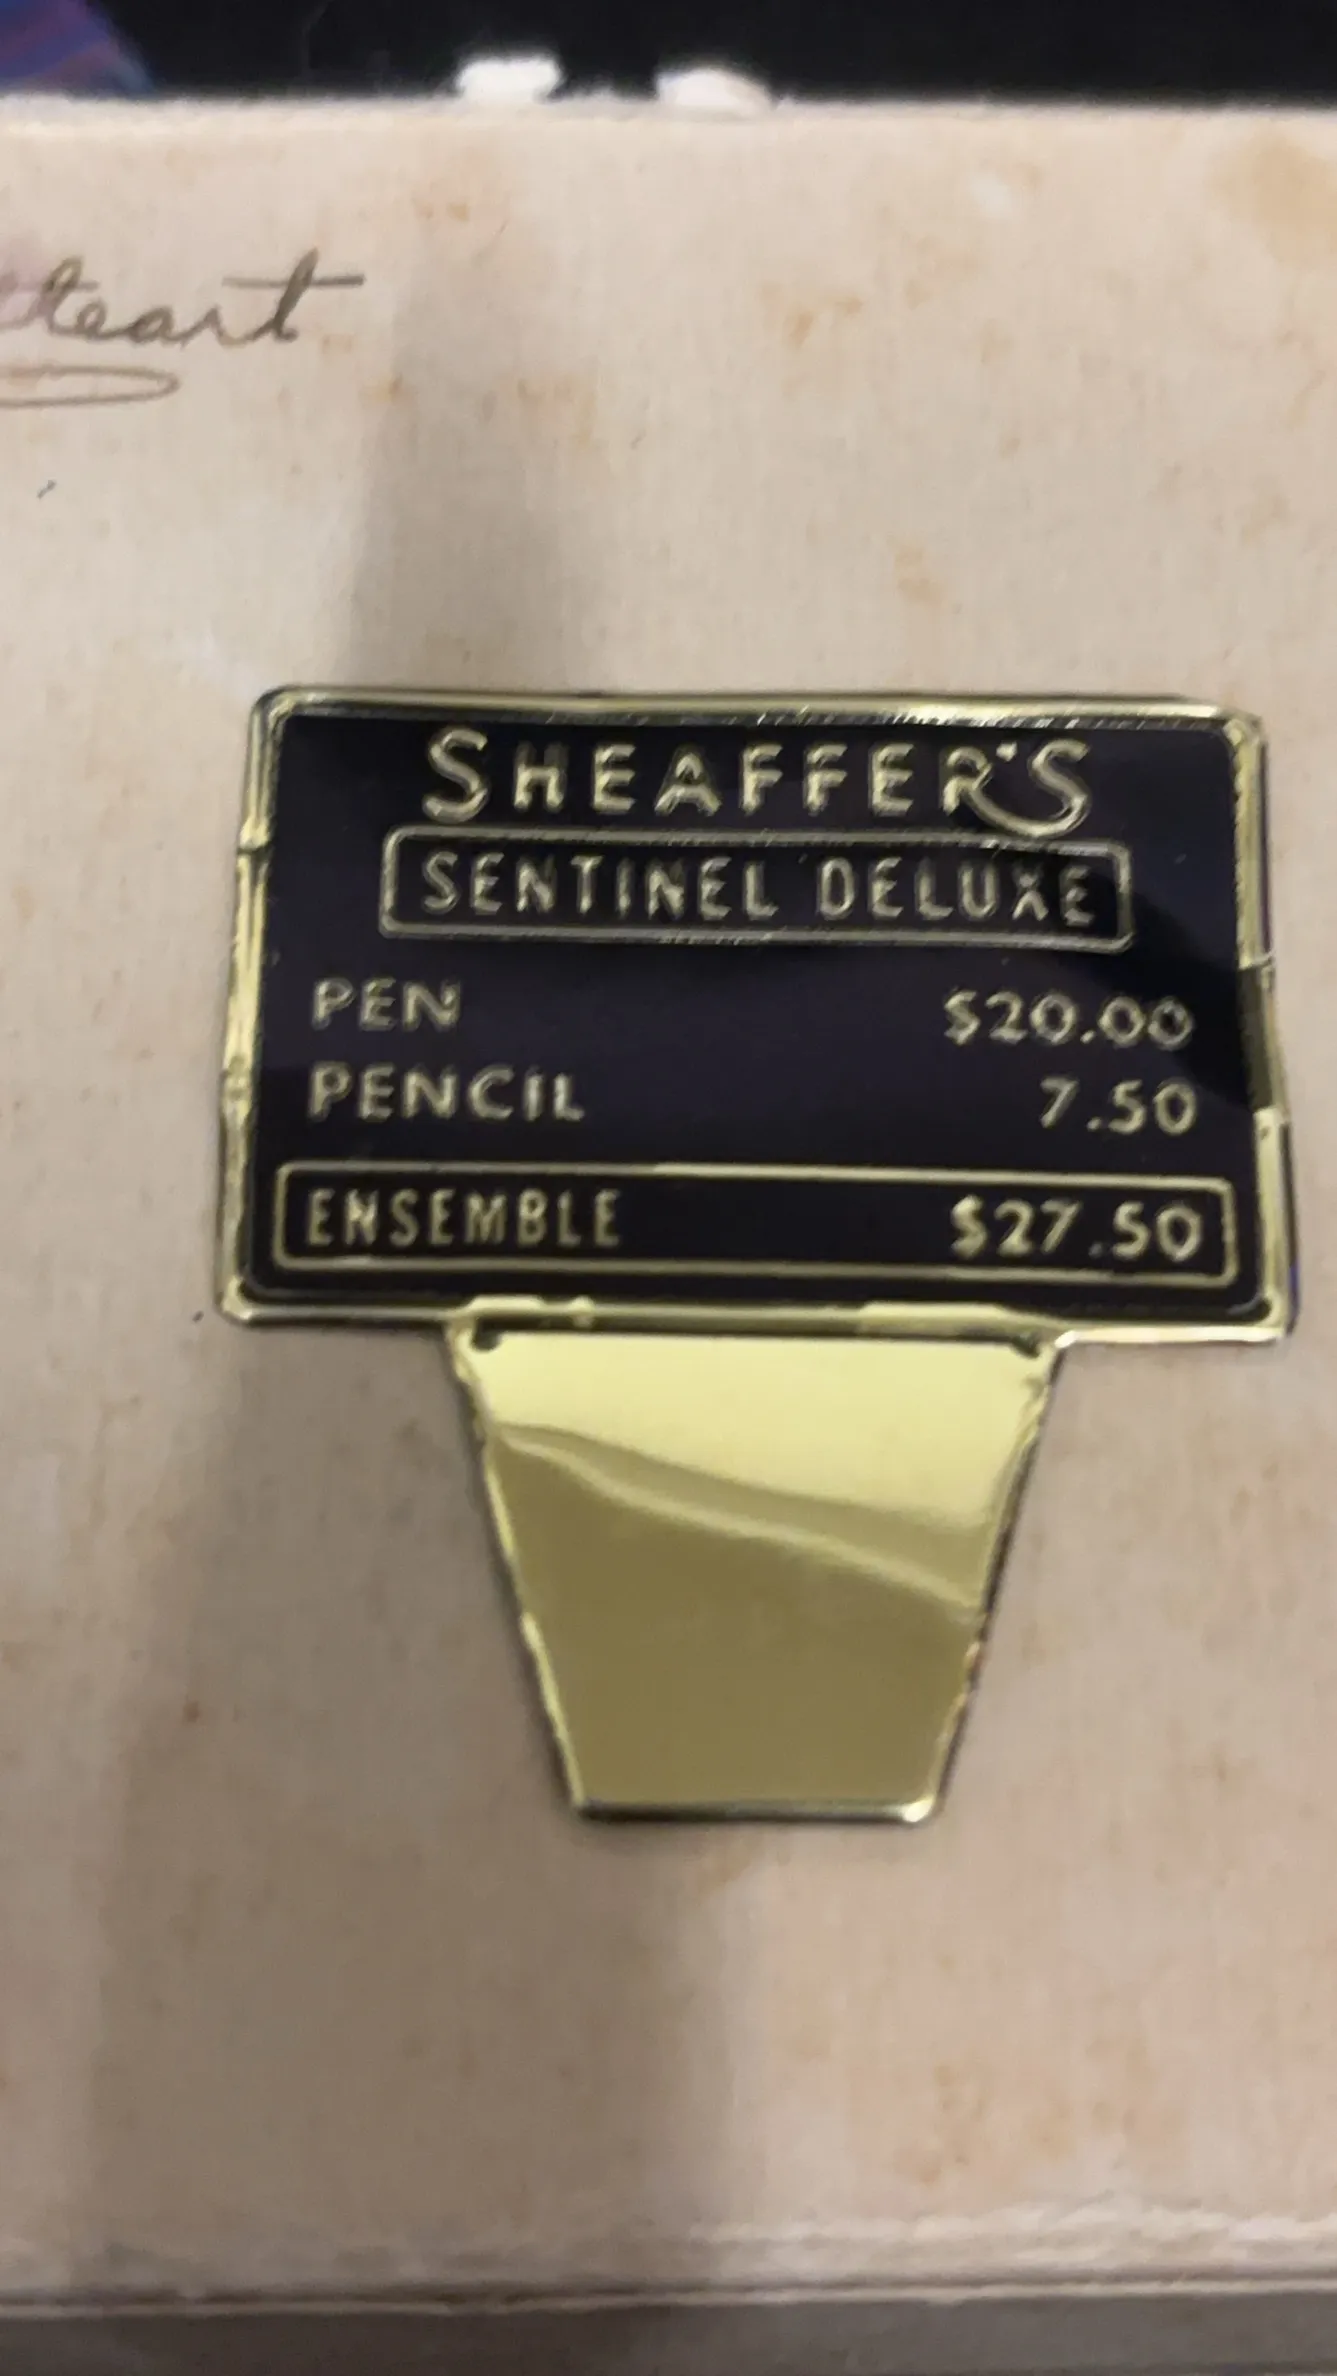 SHEAFFER'S
SENTINEL DELUXE
PEN $20.00
PENCIL 7.50
ENSEMBLE $27.50